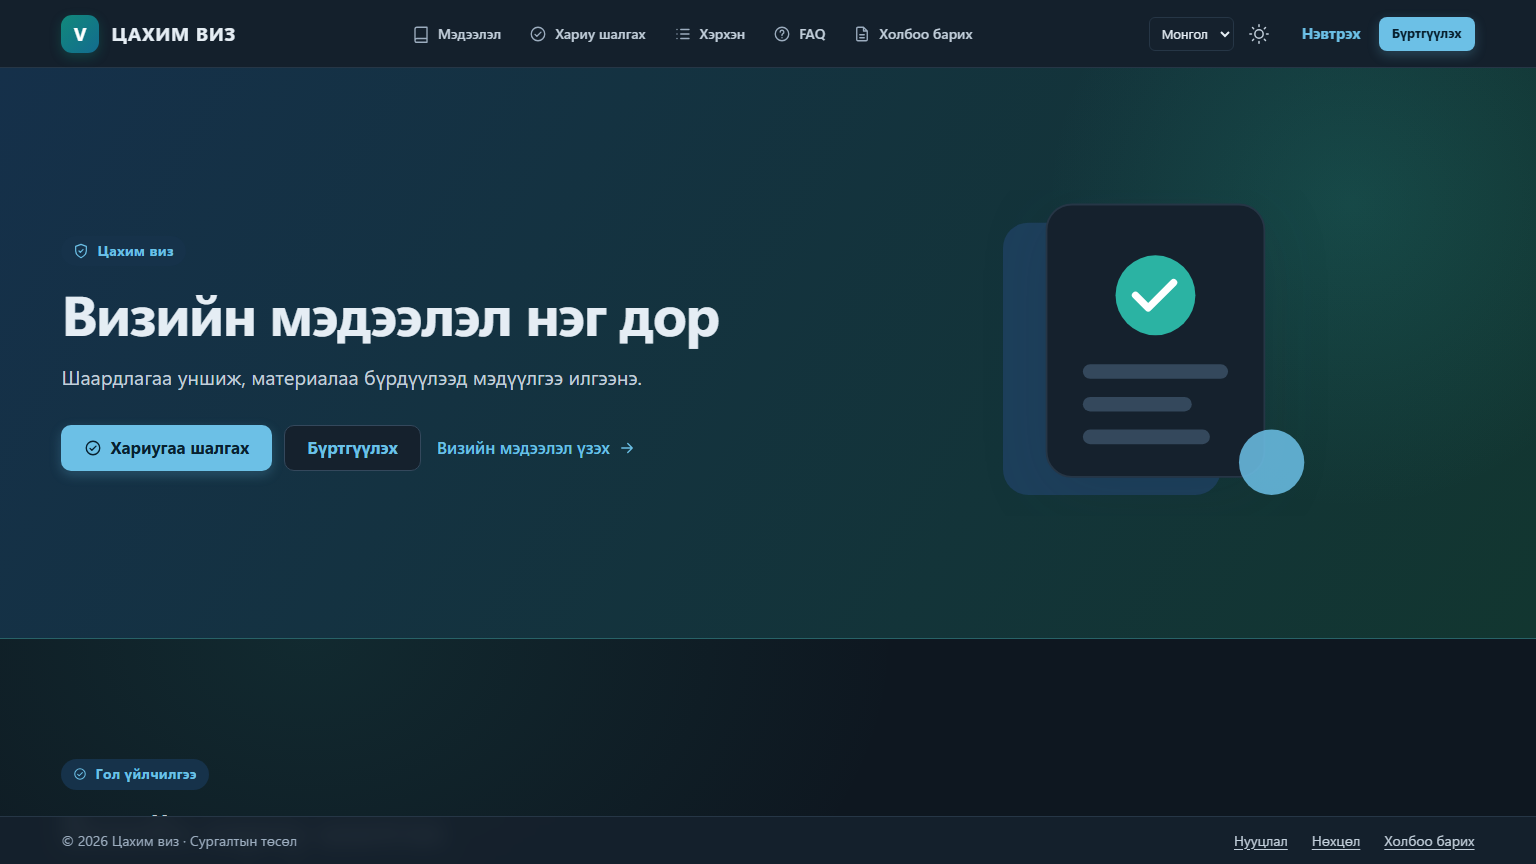 V ЦАХИМ ВИЗ
Мэдээлэл
Хариу шалгах
Хэрхэн
FAQ
Холбоо барих
Монгол
Нэвтрэх
Бүртгүүлэх
Цахим виз
Визийн мэдээлэл нэг дор
Шаардлагаа уншиж, материалаа бүрдүүлээд мэдүүлгээ илгээнэ.
Хариугаа шалгах
Бүртгүүлэх
Визийн мэдээлэл үзэх →
Гол үйлчилгээ
© 2026 Цахим виз · Сургалтын төсөл
Нууцлал
Нөхцөл
Холбоо барих